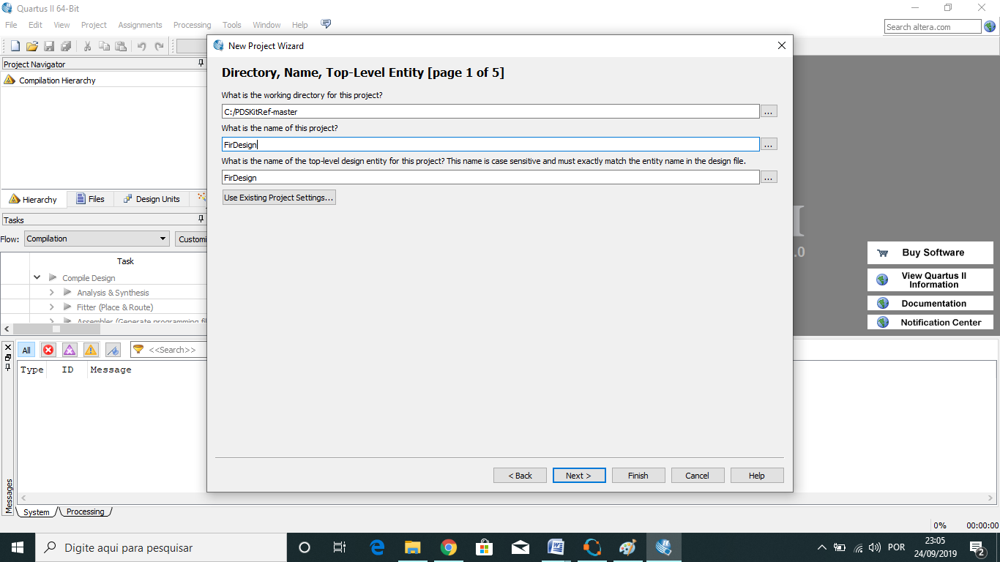 Quartus II 64-Bit
File Edit View Project Assignments Processing Tools Window Help
Search altera.com
Project Navigator
Compilation Hierarchy
Hierarchy Files Design Units
Tasks
Flow: Compilation Customi
Task
Compile Design
Analysis & Synthesis
Fitter (Place & Route)
Assembler (Generate programming fil
New Project Wizard
Directory, Name, Top-Level Entity [page 1 of 5]
What is the working directory for this project?
C:/PDSKitRef-master
...
What is the name of this project?
FirDesign
...
What is the name of the top-level design entity for this project? This name is case sensitive and must exactly match the entity name in the design file.
FirDesign
...
Use Existing Project Settings...
< Back Next > Finish Cancel Help
I
.0
Buy Software
View Quartus II
Information
Documentation
Notification Center
All <<Search>>
Type ID Message
Messages
System Processing
0% 00:00:00
Digite aqui para pesquisar
POR
23:05
24/09/2019
2